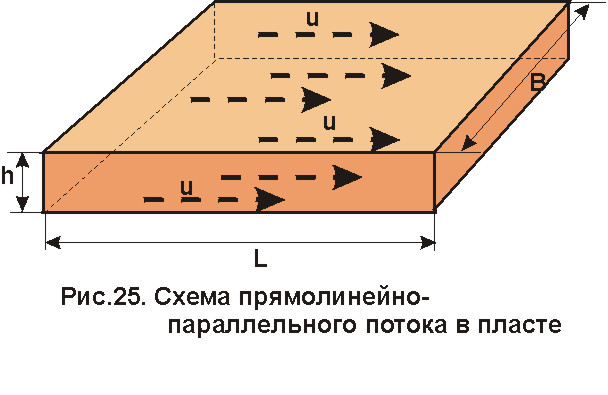 u
B
u
h
u
L
Рис.25. Схема прямолинейно-
параллельного потока в пласте